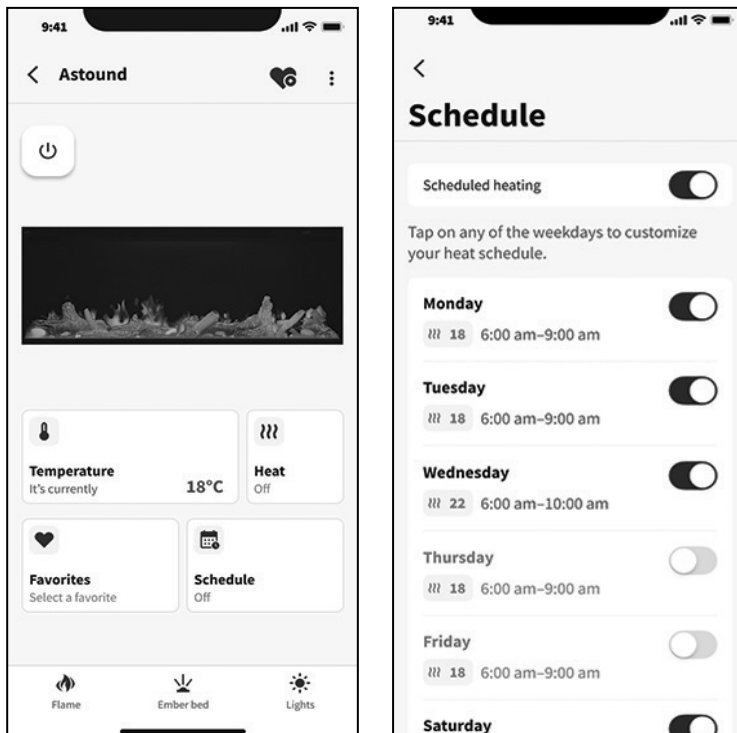 9:41
Astound
Temperature
It's currently
18°C
Heat
Off
Favorites
Select a favorite
Schedule
Off
Flame
Ember bed
Lights
9:41
Schedule
Scheduled heating
Tap on any of the weekdays to customize
your heat schedule.
Monday
18 6:00 am–9:00 am
Tuesday
18 6:00 am–9:00 am
Wednesday
22 6:00 am–10:00 am
Thursday
18 6:00 am–9:00 am
Friday
18 6:00 am–9:00 am
Saturday